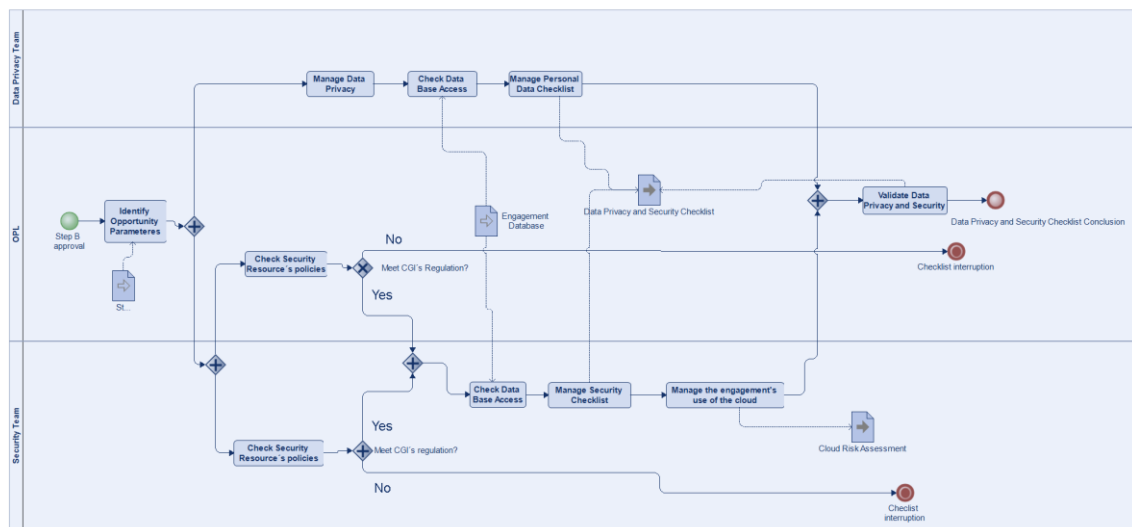 Data Privacy Team
Manage Data
Privacy
Check Data
Base Access
Manage Personal
Data Checklist
OPL
Step B
approval
Identify
Opportunity
Parameteres
St...
Engagement
Database
Data Privacy and Security Checklist
Validate Data
Privacy and Security
Data Privacy and Security Checklist Conclusion
Check Security
Resource´s policies
No
Meet CGI´s Regulation?
Yes
Checklist interruption
Security Team
Check Data
Base Access
Manage Security
Checklist
Manage the engagement's
use of the cloud
Yes
Check Security
Resource´s policies
Meet CGI´s regulation?
No
Cloud Risk Assessment
Checlist
interruption